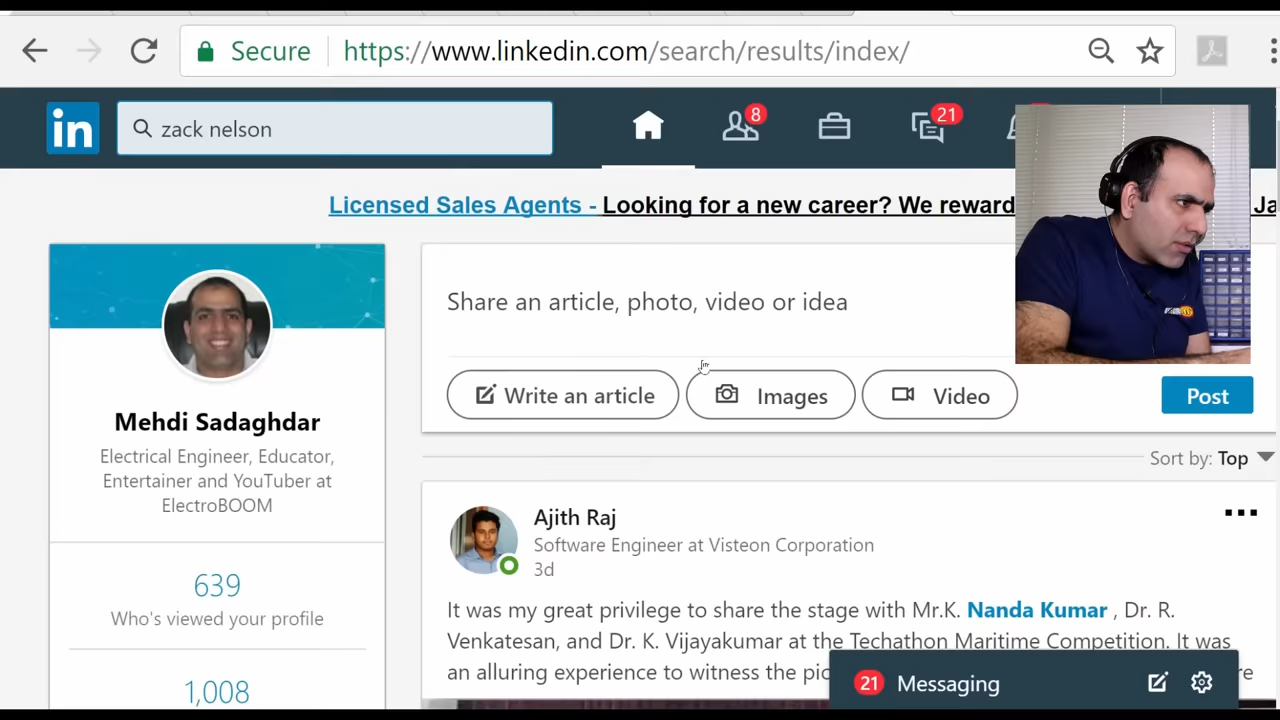 Secure https://www.linkedin.com/search/results/index/
in zack nelson 8 21
Licensed Sales Agents - Looking for a new career? We reward
Ja
Share an article, photo, video or idea
Write an article Images Video Post
Mehdi Sadaghdar
Electrical Engineer, Educator,
Entertainer and YouTuber at
ElectroBOOM
639
Who's viewed your profile
1,008
Sort by: Top
Ajith Raj
Software Engineer at Visteon Corporation
3d
It was my great privilege to share the stage with Mr.K. Nanda Kumar , Dr. R.
Venkatesan, and Dr. K. Vijayakumar at the Techathon Maritime Competition. It was
an alluring experience to witness the
21 Messaging